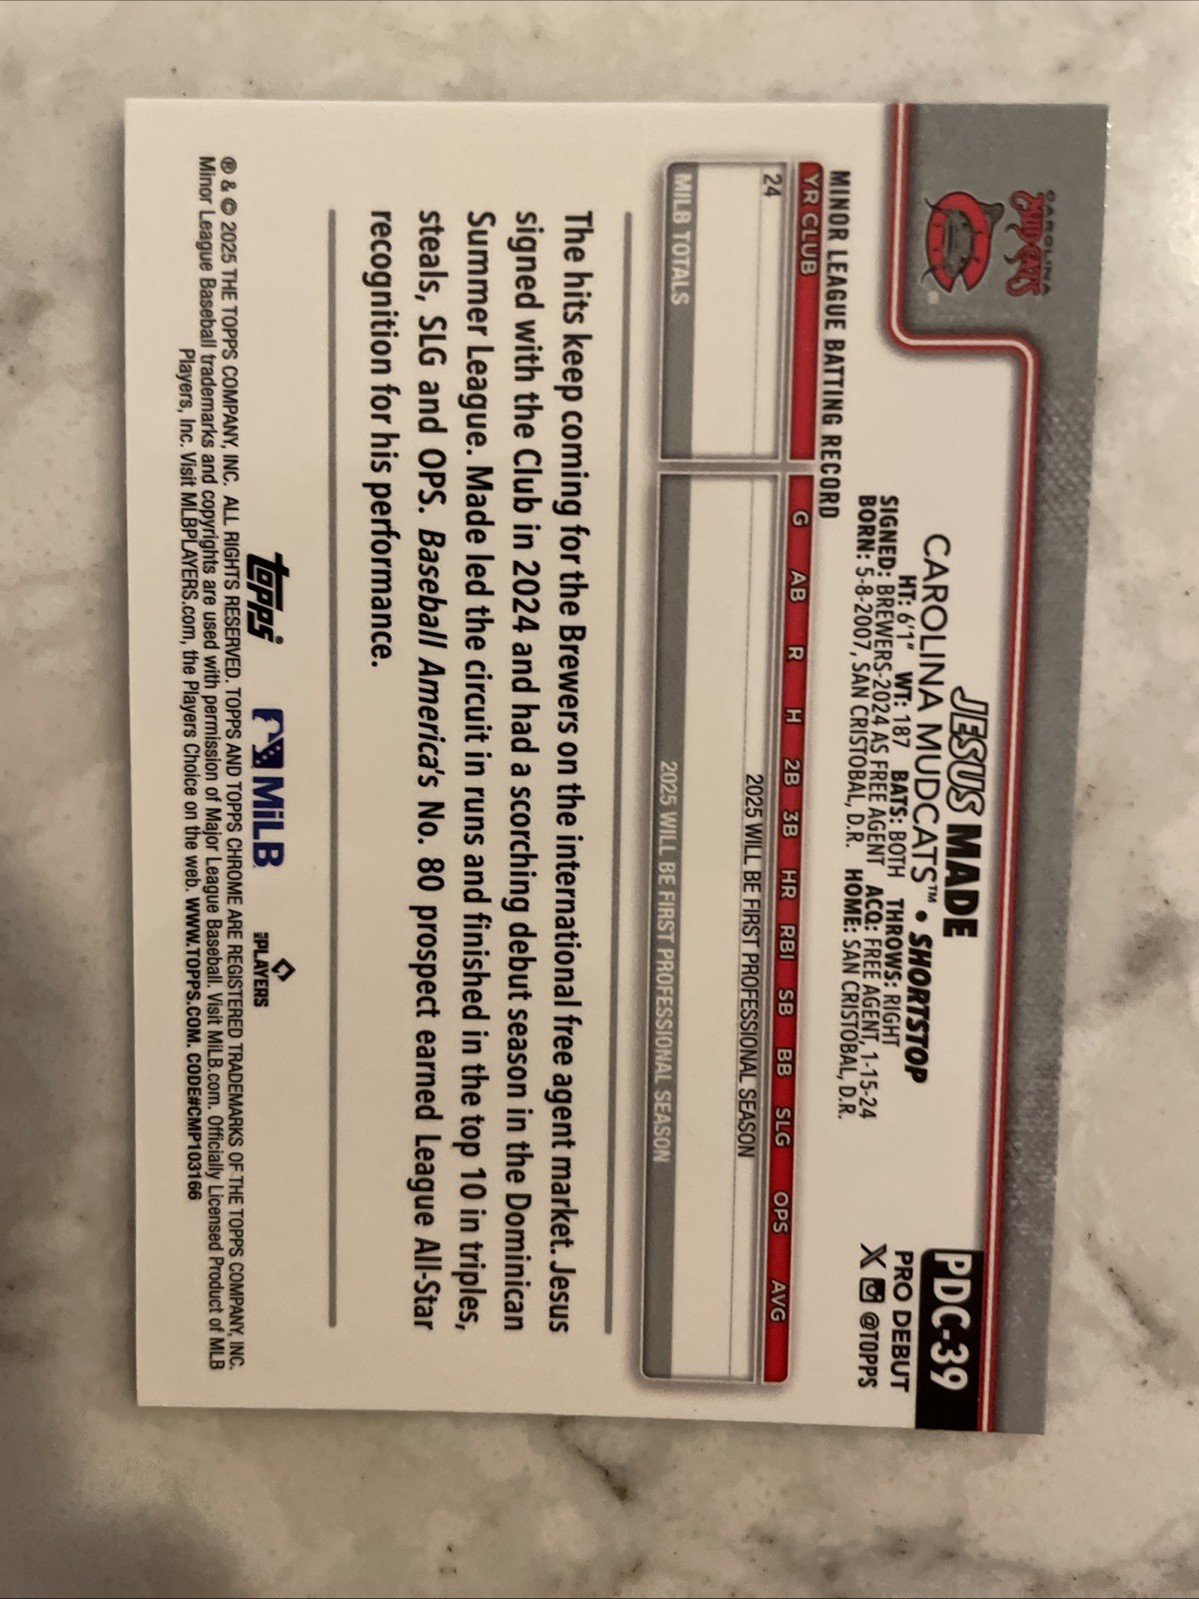 CAROLINA
MUDCATS
JESUS MADE
CAROLINA MUDCATS™ • SHORTSTOP
HT: 6'1" WT: 187 BATS: BOTH THROWS: RIGHT
SIGNED: BREWERS-2024 AS FREE AGENT ACQ: FREE AGENT, 1-15-24
BORN: 5-8-2007, SAN CRISTOBAL, D.R. HOME: SAN CRISTOBAL, D.R.
PDC-39
PRO DEBUT
X @TOPPS
MINOR LEAGUE BATTING RECORD
YR CLUB G AB R H 2B 3B HR RBI SB BB SLG OPS AVG
24 2025 WILL BE FIRST PROFESSIONAL SEASON
MILB TOTALS 2025 WILL BE FIRST PROFESSIONAL SEASON
The hits keep coming for the Brewers on the international free agent market. Jesus
signed with the Club in 2024 and had a scorching debut season in the Dominican
Summer League. Made led the circuit in runs and finished in the top 10 in triples,
steals, SLG and OPS. Baseball America's No. 80 prospect earned League All-Star
recognition for his performance.
topps MiLB MLB PLAYERS
® & © 2025 THE TOPPS COMPANY, INC. ALL RIGHTS RESERVED. TOPPS AND TOPPS CHROME ARE REGISTERED TRADEMARKS OF THE TOPPS COMPANY, INC.
Minor League Baseball trademarks and copyrights are used with permission of Major League Baseball. Visit MiLB.com. Officially Licensed Product of MLB
Players, Inc. Visit MLBPLAYERS.com, the Players Choice on the web. WWW.TOPPS.COM. CODE#CMP103166